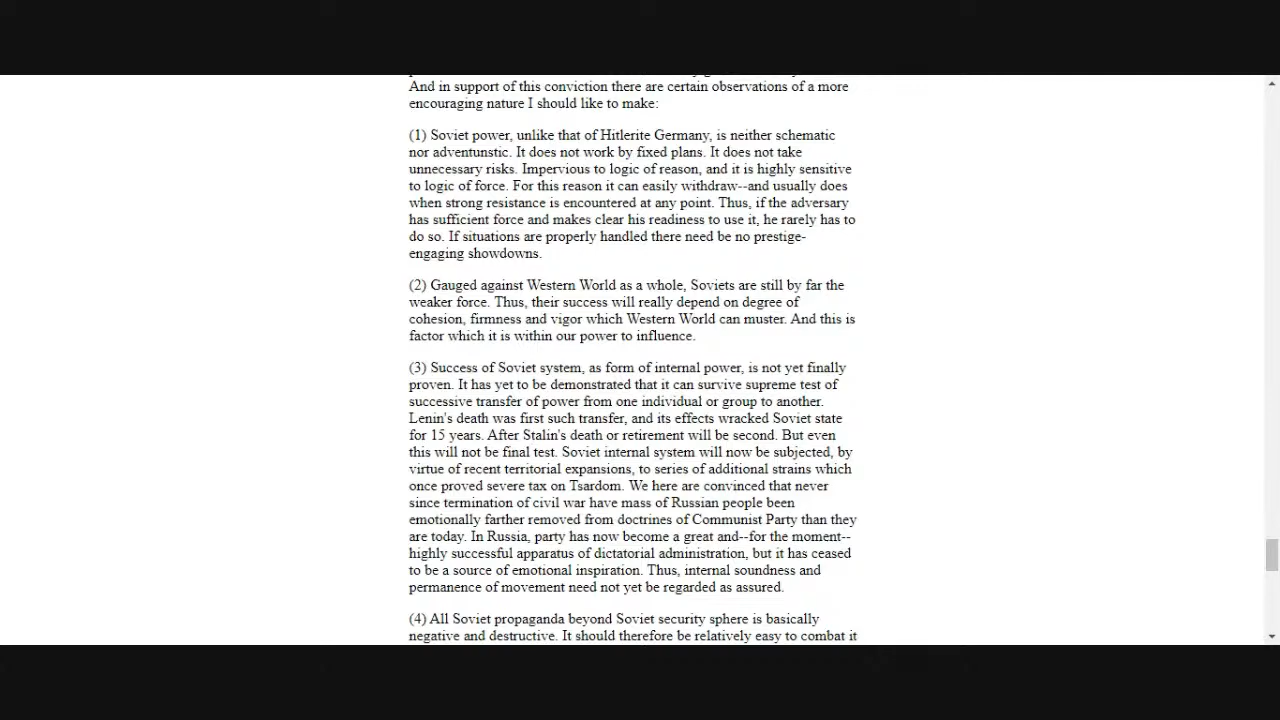 And in support of this conviction there are certain observations of a more
encouraging nature I should like to make:
(1) Soviet power, unlike that of Hitlerite Germany, is neither schematic
nor adventunstic. It does not work by fixed plans. It does not take
unnecessary risks. Impervious to logic of reason, and it is highly sensitive
to logic of force. For this reason it can easily withdraw--and usually does
when strong resistance is encountered at any point. Thus, if the adversary
has sufficient force and makes clear his readiness to use it, he rarely has to
do so. If situations are properly handled there need be no prestige-
engaging showdowns.
(2) Gauged against Western World as a whole, Soviets are still by far the
weaker force. Thus, their success will really depend on degree of
cohesion, firmness and vigor which Western World can muster. And this is
factor which it is within our power to influence.
(3) Success of Soviet system, as form of internal power, is not yet finally
proven. It has yet to be demonstrated that it can survive supreme test of
successive transfer of power from one individual or group to another.
Lenin's death was first such transfer, and its effects wracked Soviet state
for 15 years. After Stalin's death or retirement will be second. But even
this will not be final test. Soviet internal system will now be subjected, by
virtue of recent territorial expansions, to series of additional strains which
once proved severe tax on Tsardom. We here are convinced that never
since termination of civil war have mass of Russian people been
emotionally farther removed from doctrines of Communist Party than they
are today. In Russia, party has now become a great and--for the moment--
highly successful apparatus of dictatorial administration, but it has ceased
to be a source of emotional inspiration. Thus, internal soundness and
permanence of movement need not yet be regarded as assured.
(4) All Soviet propaganda beyond Soviet security sphere is basically
negative and destructive. It should therefore be relatively easy to combat it